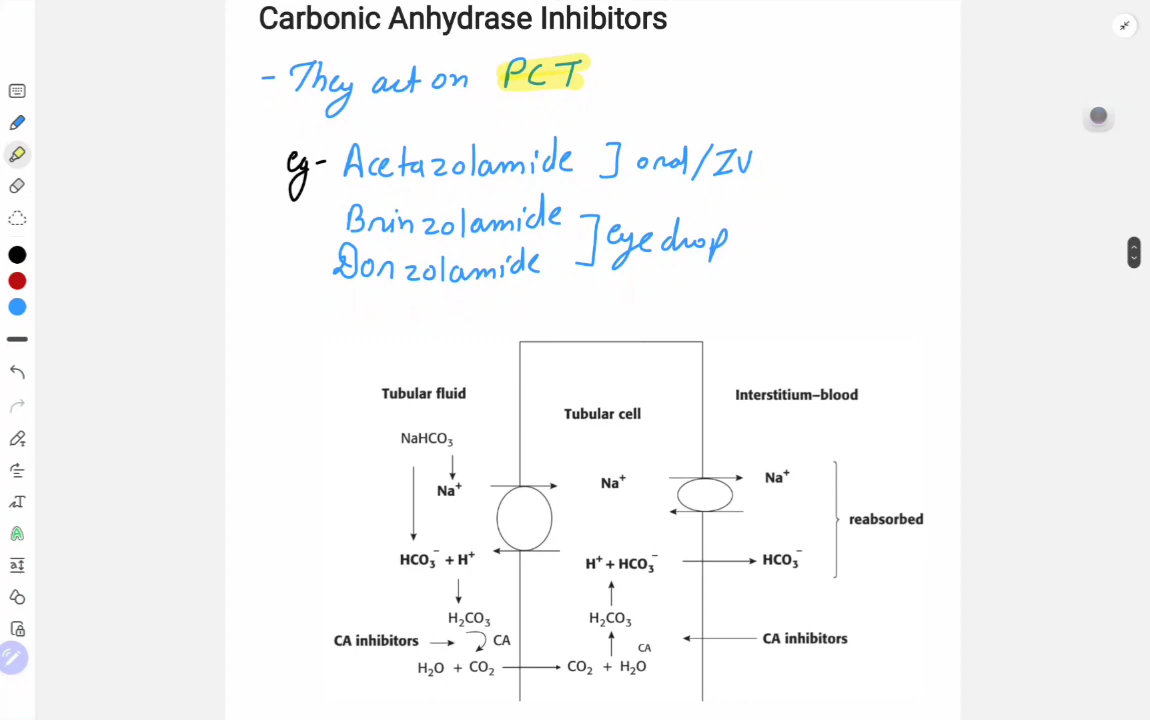 Carbonic Anhydrase Inhibitors
- They act on PCT
eg- Acetazolamide ] oral/IV
Brinzolamide
Dorzolamide ] eye drop
Tubular fluid
Tubular cell
Interstitium–blood
NaHCO₃
Na⁺
Na⁺
Na⁺
reabsorbed
HCO₃⁻ + H⁺
H⁺ + HCO₃⁻
HCO₃⁻
H₂CO₃
H₂CO₃
CA inhibitors
CA
CA
CA inhibitors
H₂O + CO₂
CO₂ + H₂O